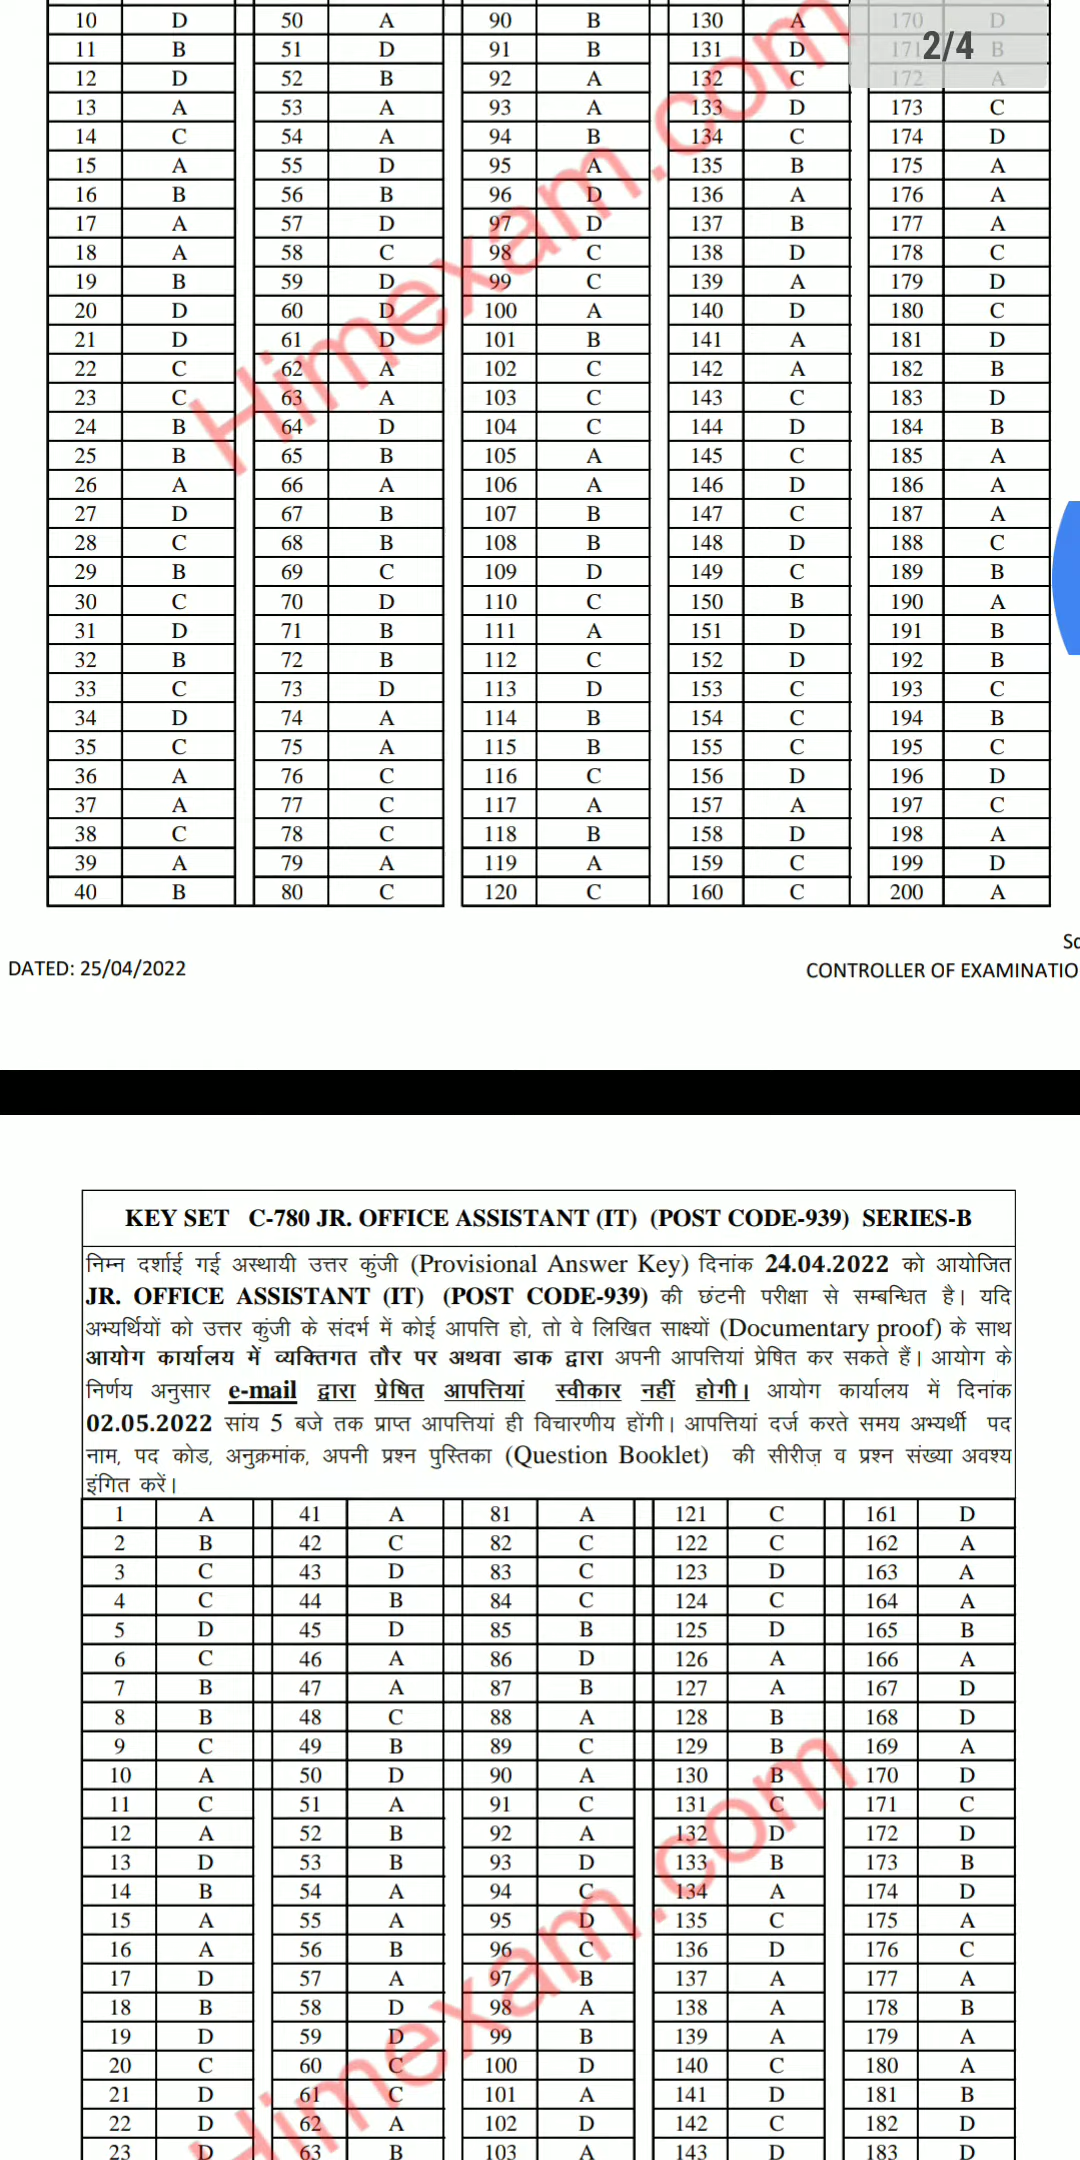 10 D 50 A 90 B 130 A 170 D
11 B 51 D 91 B 131 D 171 B
2/4
12 D 52 B 92 A 132 C 172 A
13 A 53 A 93 A 133 D 173 C
14 C 54 A 94 B 134 C 174 D
15 A 55 D 95 A 135 B 175 A
16 B 56 B 96 D 136 A 176 A
17 A 57 D 97 D 137 B 177 A
18 A 58 C 98 C 138 D 178 C
19 B 59 D 99 C 139 A 179 D
20 D 60 D 100 A 140 D 180 C
21 D 61 D 101 B 141 A 181 D
22 C 62 A 102 C 142 A 182 B
23 C 63 A 103 C 143 C 183 D
24 B 64 D 104 C 144 D 184 B
25 B 65 B 105 A 145 C 185 A
26 A 66 A 106 A 146 D 186 A
27 D 67 B 107 B 147 C 187 A
28 C 68 B 108 B 148 D 188 C
29 B 69 C 109 D 149 C 189 B
30 C 70 D 110 C 150 B 190 A
31 D 71 B 111 A 151 D 191 B
32 B 72 B 112 C 152 D 192 B
33 C 73 D 113 D 153 C 193 C
34 D 74 A 114 B 154 C 194 B
35 C 75 A 115 B 155 C 195 C
36 A 76 C 116 C 156 D 196 D
37 A 77 C 117 A 157 A 197 C
38 C 78 C 118 B 158 D 198 A
39 A 79 A 119 A 159 C 199 D
40 B 80 C 120 C 160 C 200 A
Himexam.com
DATED: 25/04/2022
CONTROLLER OF EXAMINATIO
KEY SET C-780 JR. OFFICE ASSISTANT (IT) (POST CODE-939) SERIES-B
निम्न दर्शाई गई अस्थायी उत्तर कुंजी (Provisional Answer Key) दिनांक 24.04.2022 को आयोजित
JR. OFFICE ASSISTANT (IT) (POST CODE-939) की छंटनी परीक्षा से सम्बन्धित है। यदि
अभ्यर्थियों को उत्तर कुंजी के संदर्भ में कोई आपत्ति हो, तो वे लिखित साक्ष्यों (Documentary proof) के साथ
आयोग कार्यालय में व्यक्तिगत तौर पर अथवा डाक द्वारा अपनी आपत्तियां प्रेषित कर सकते हैं। आयोग के
निर्णय अनुसार e-mail द्वारा प्रेषित आपत्तियां स्वीकार नहीं होगी। आयोग कार्यालय में दिनांक
02.05.2022 सांय 5 बजे तक प्राप्त आपत्तियां ही विचारणीय होंगी। आपत्तियां दर्ज करते समय अभ्यर्थी पद
नाम, पद कोड, अनुक्रमांक, अपनी प्रश्न पुस्तिका (Question Booklet) की सीरीज़ व प्रश्न संख्या अवश्य
इंगित करें।
1 A 41 A 81 A 121 C 161 D
2 B 42 C 82 C 122 C 162 A
3 C 43 D 83 C 123 D 163 A
4 C 44 B 84 C 124 C 164 A
5 D 45 D 85 B 125 D 165 B
6 C 46 A 86 D 126 A 166 A
7 B 47 A 87 B 127 A 167 D
8 B 48 C 88 A 128 B 168 D
9 C 49 B 89 C 129 B 169 A
10 A 50 D 90 A 130 B 170 D
11 C 51 A 91 C 131 C 171 C
12 A 52 B 92 A 132 D 172 D
13 D 53 B 93 D 133 B 173 B
14 B 54 A 94 C 134 A 174 D
15 A 55 A 95 D 135 C 175 A
16 A 56 B 96 C 136 D 176 C
17 D 57 A 97 B 137 A 177 A
18 B 58 D 98 A 138 A 178 B
19 D 59 D 99 B 139 A 179 A
20 C 60 C 100 D 140 C 180 A
21 D 61 C 101 A 141 D 181 B
22 D 62 A 102 D 142 C 182 D
23 D 63 B 103 A 143 D 183 D
Himexam.com